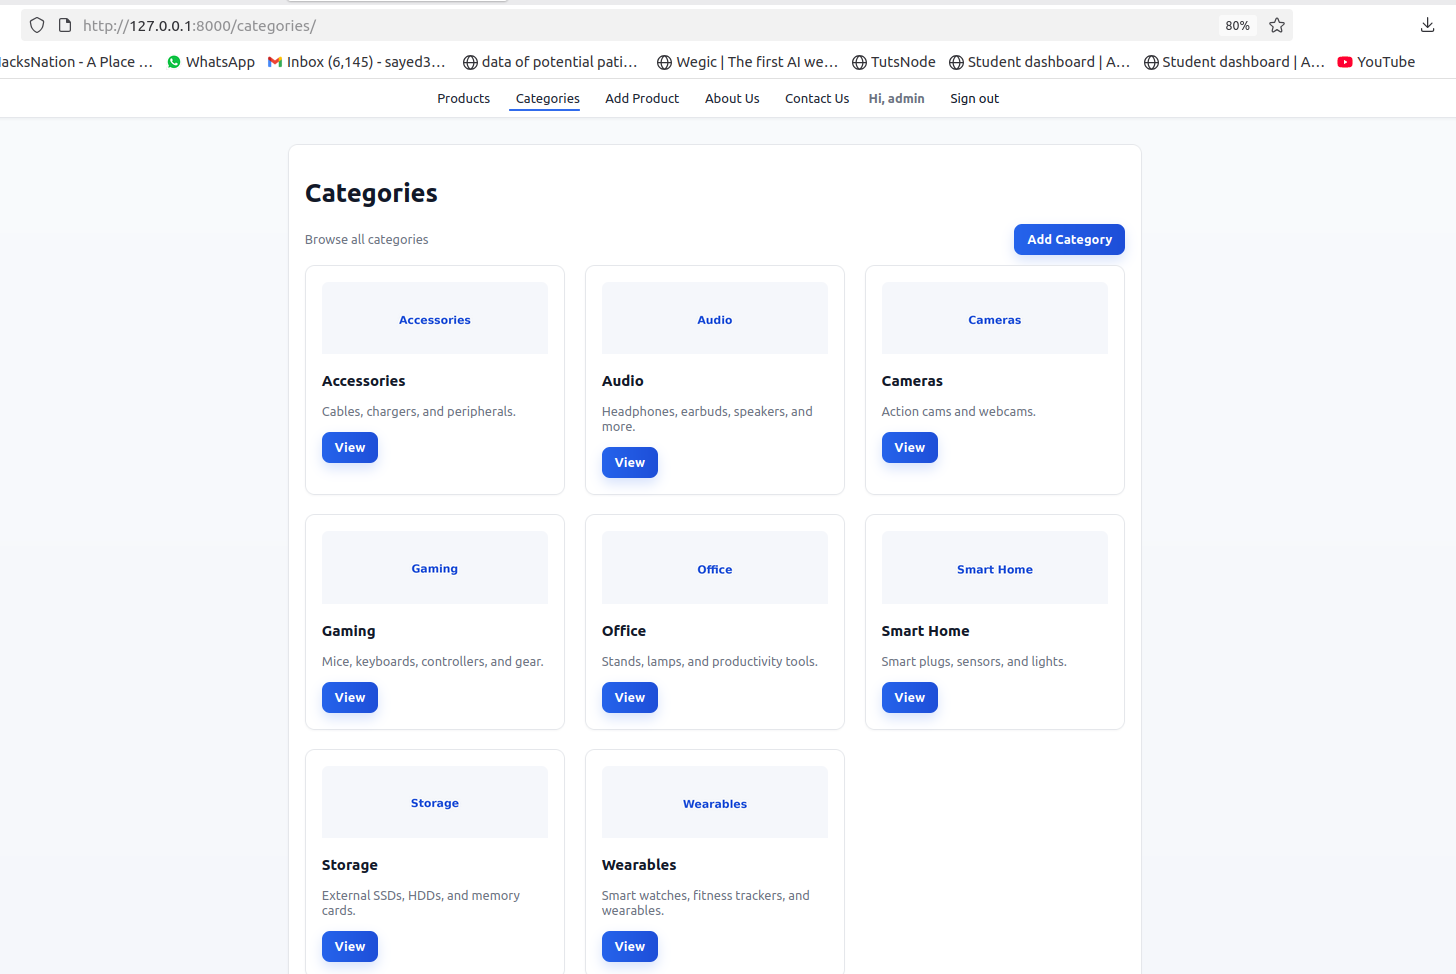 http://127.0.0.1:8000/categories/ 80%
acksNation - A Place ... WhatsApp Inbox (6,145) - sayed3... data of potential pati... Wegic | The first AI we... TutsNode Student dashboard | A... Student dashboard | A... YouTube
Products Categories Add Product About Us Contact Us Hi, admin Sign out
Categories
Browse all categories Add Category
Accessories
Accessories
Cables, chargers, and peripherals.
View
Audio
Audio
Headphones, earbuds, speakers, and
more.
View
Cameras
Cameras
Action cams and webcams.
View
Gaming
Gaming
Mice, keyboards, controllers, and gear.
View
Office
Office
Stands, lamps, and productivity tools.
View
Smart Home
Smart Home
Smart plugs, sensors, and lights.
View
Storage
Storage
External SSDs, HDDs, and memory
cards.
View
Wearables
Wearables
Smart watches, fitness trackers, and
wearables.
View